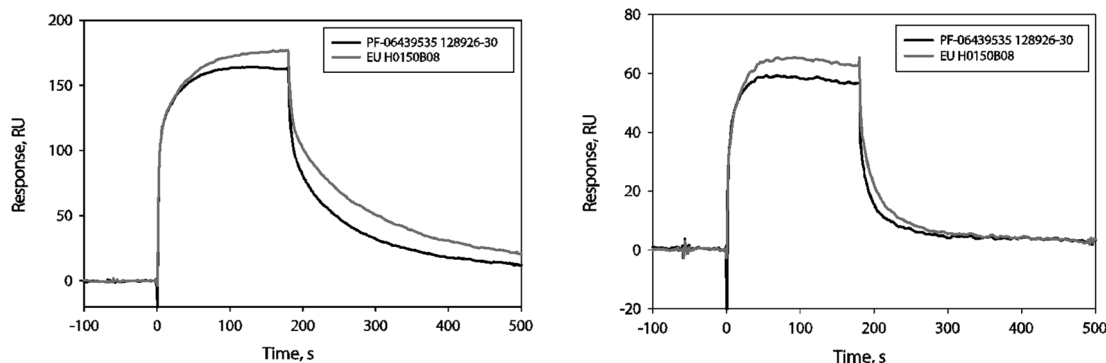 200
150
100
50
0
Response, RU
PF-06439535 128926-30
EU H0150B08
-100 0 100 200 300 400 500
Time, s
80
60
40
20
0
-20
Response, RU
PF-06439535 128926-30
EU H0150B08
-100 0 100 200 300 400 500
Time, s